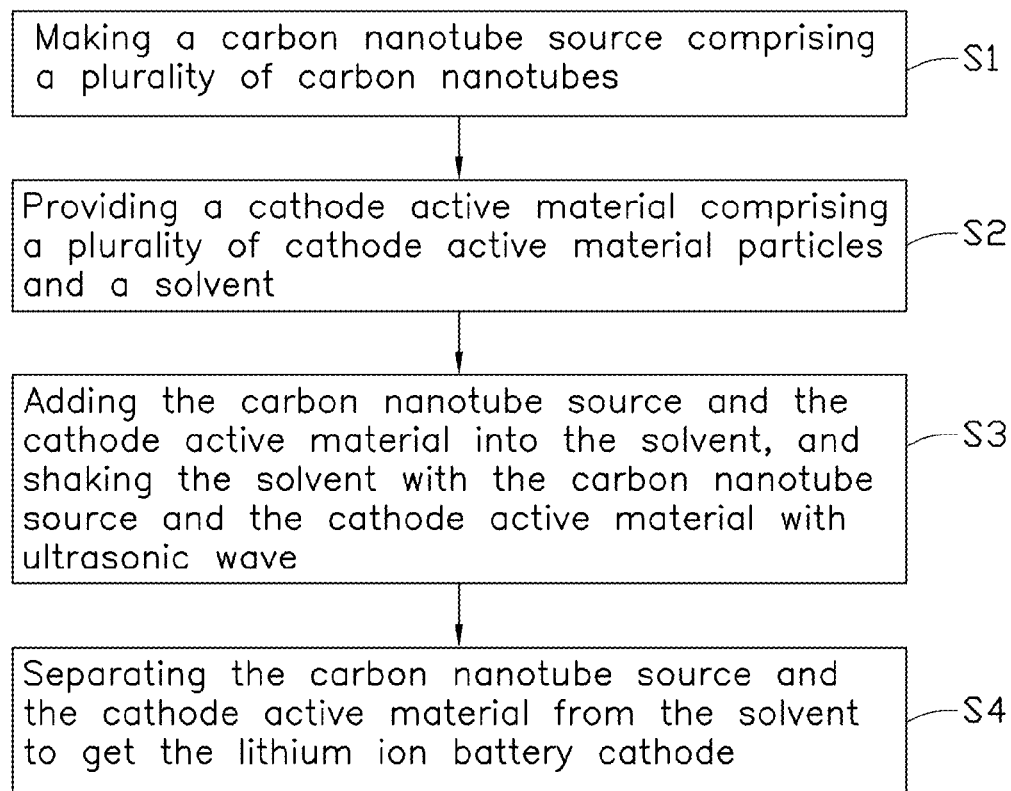 Making a carbon nanotube source comprising
a plurality of carbon nanotubes
S1
Providing a cathode active material comprising
a plurality of cathode active material particles
and a solvent
S2
Adding the carbon nanotube source and the
cathode active material into the solvent, and
shaking the solvent with the carbon nanotube
source and the cathode active material with
ultrasonic wave
S3
Separating the carbon nanotube source and
the cathode active material from the solvent
to get the lithium ion battery cathode
S4